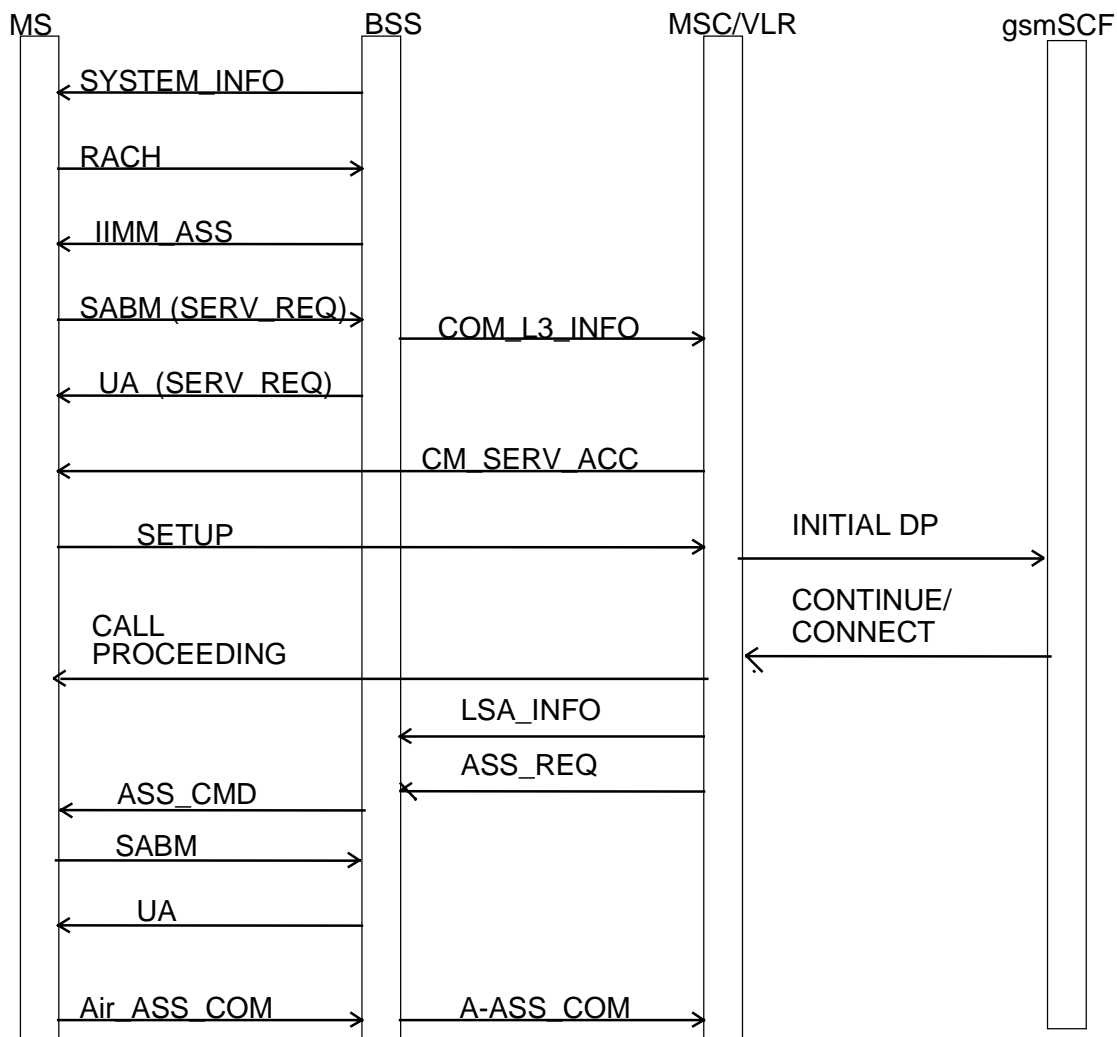 MS BSS MSC/VLR gsmSCF
SYSTEM_INFO
RACH
IIMM_ASS
SABM (SERV_REQ)
COM_L3_INFO
UA (SERV_REQ)
CM_SERV_ACC
SETUP
INITIAL DP
CONTINUE/
CONNECT
CALL
PROCEEDING
LSA_INFO
ASS_REQ
ASS_CMD
SABM
UA
Air_ASS_COM A-ASS_COM